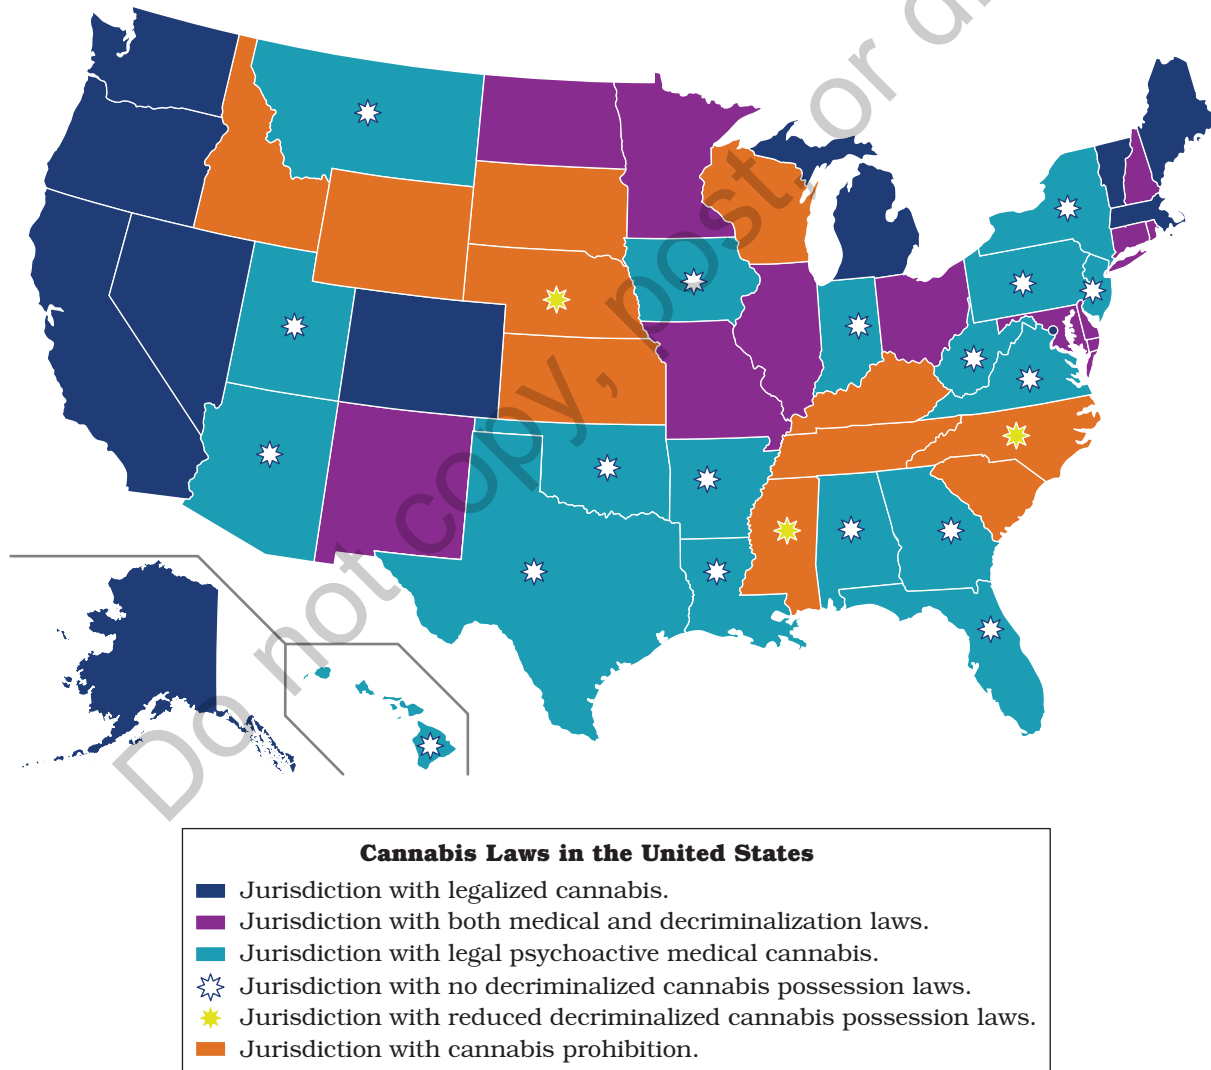 Do not copy, post, or di
Cannabis Laws in the United States
Jurisdiction with legalized cannabis.
Jurisdiction with both medical and decriminalization laws.
Jurisdiction with legal psychoactive medical cannabis.
Jurisdiction with no decriminalized cannabis possession laws.
Jurisdiction with reduced decriminalized cannabis possession laws.
Jurisdiction with cannabis prohibition.